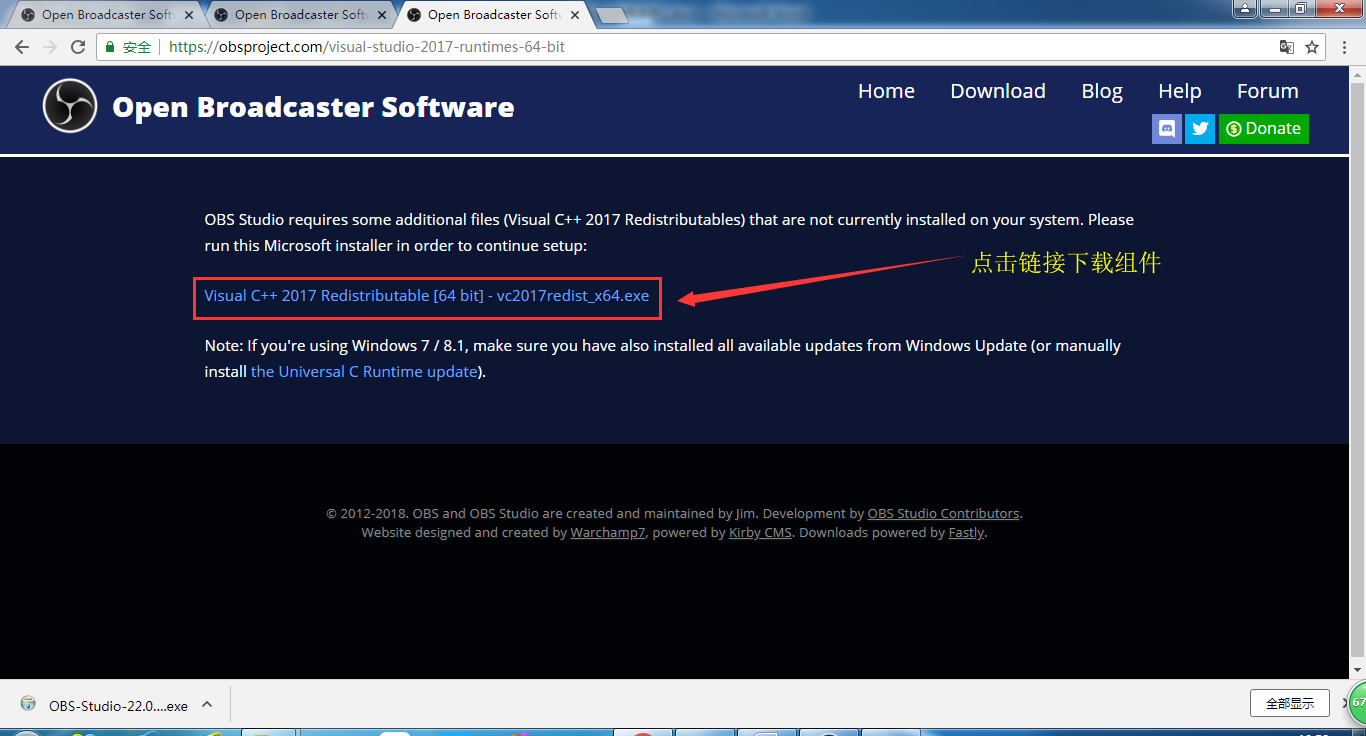 Open Broadcaster Soft
Open Broadcaster Soft
Open Broadcaster Soft
安全
https://obsproject.com/visual-studio-2017-runtimes-64-bit
Open Broadcaster Software
Home Download Blog Help Forum
Donate
OBS Studio requires some additional files (Visual C++ 2017 Redistributables) that are not currently installed on your system. Please
run this Microsoft installer in order to continue setup:
点击链接下载组件
Visual C++ 2017 Redistributable [64 bit] - vc2017redist_x64.exe
Note: If you're using Windows 7 / 8.1, make sure you have also installed all available updates from Windows Update (or manually
install the Universal C Runtime update).
© 2012-2018. OBS and OBS Studio are created and maintained by Jim. Development by OBS Studio Contributors.
Website designed and created by Warchamp7, powered by Kirby CMS. Downloads powered by Fastly.
OBS-Studio-22.0....exe
全部显示
67